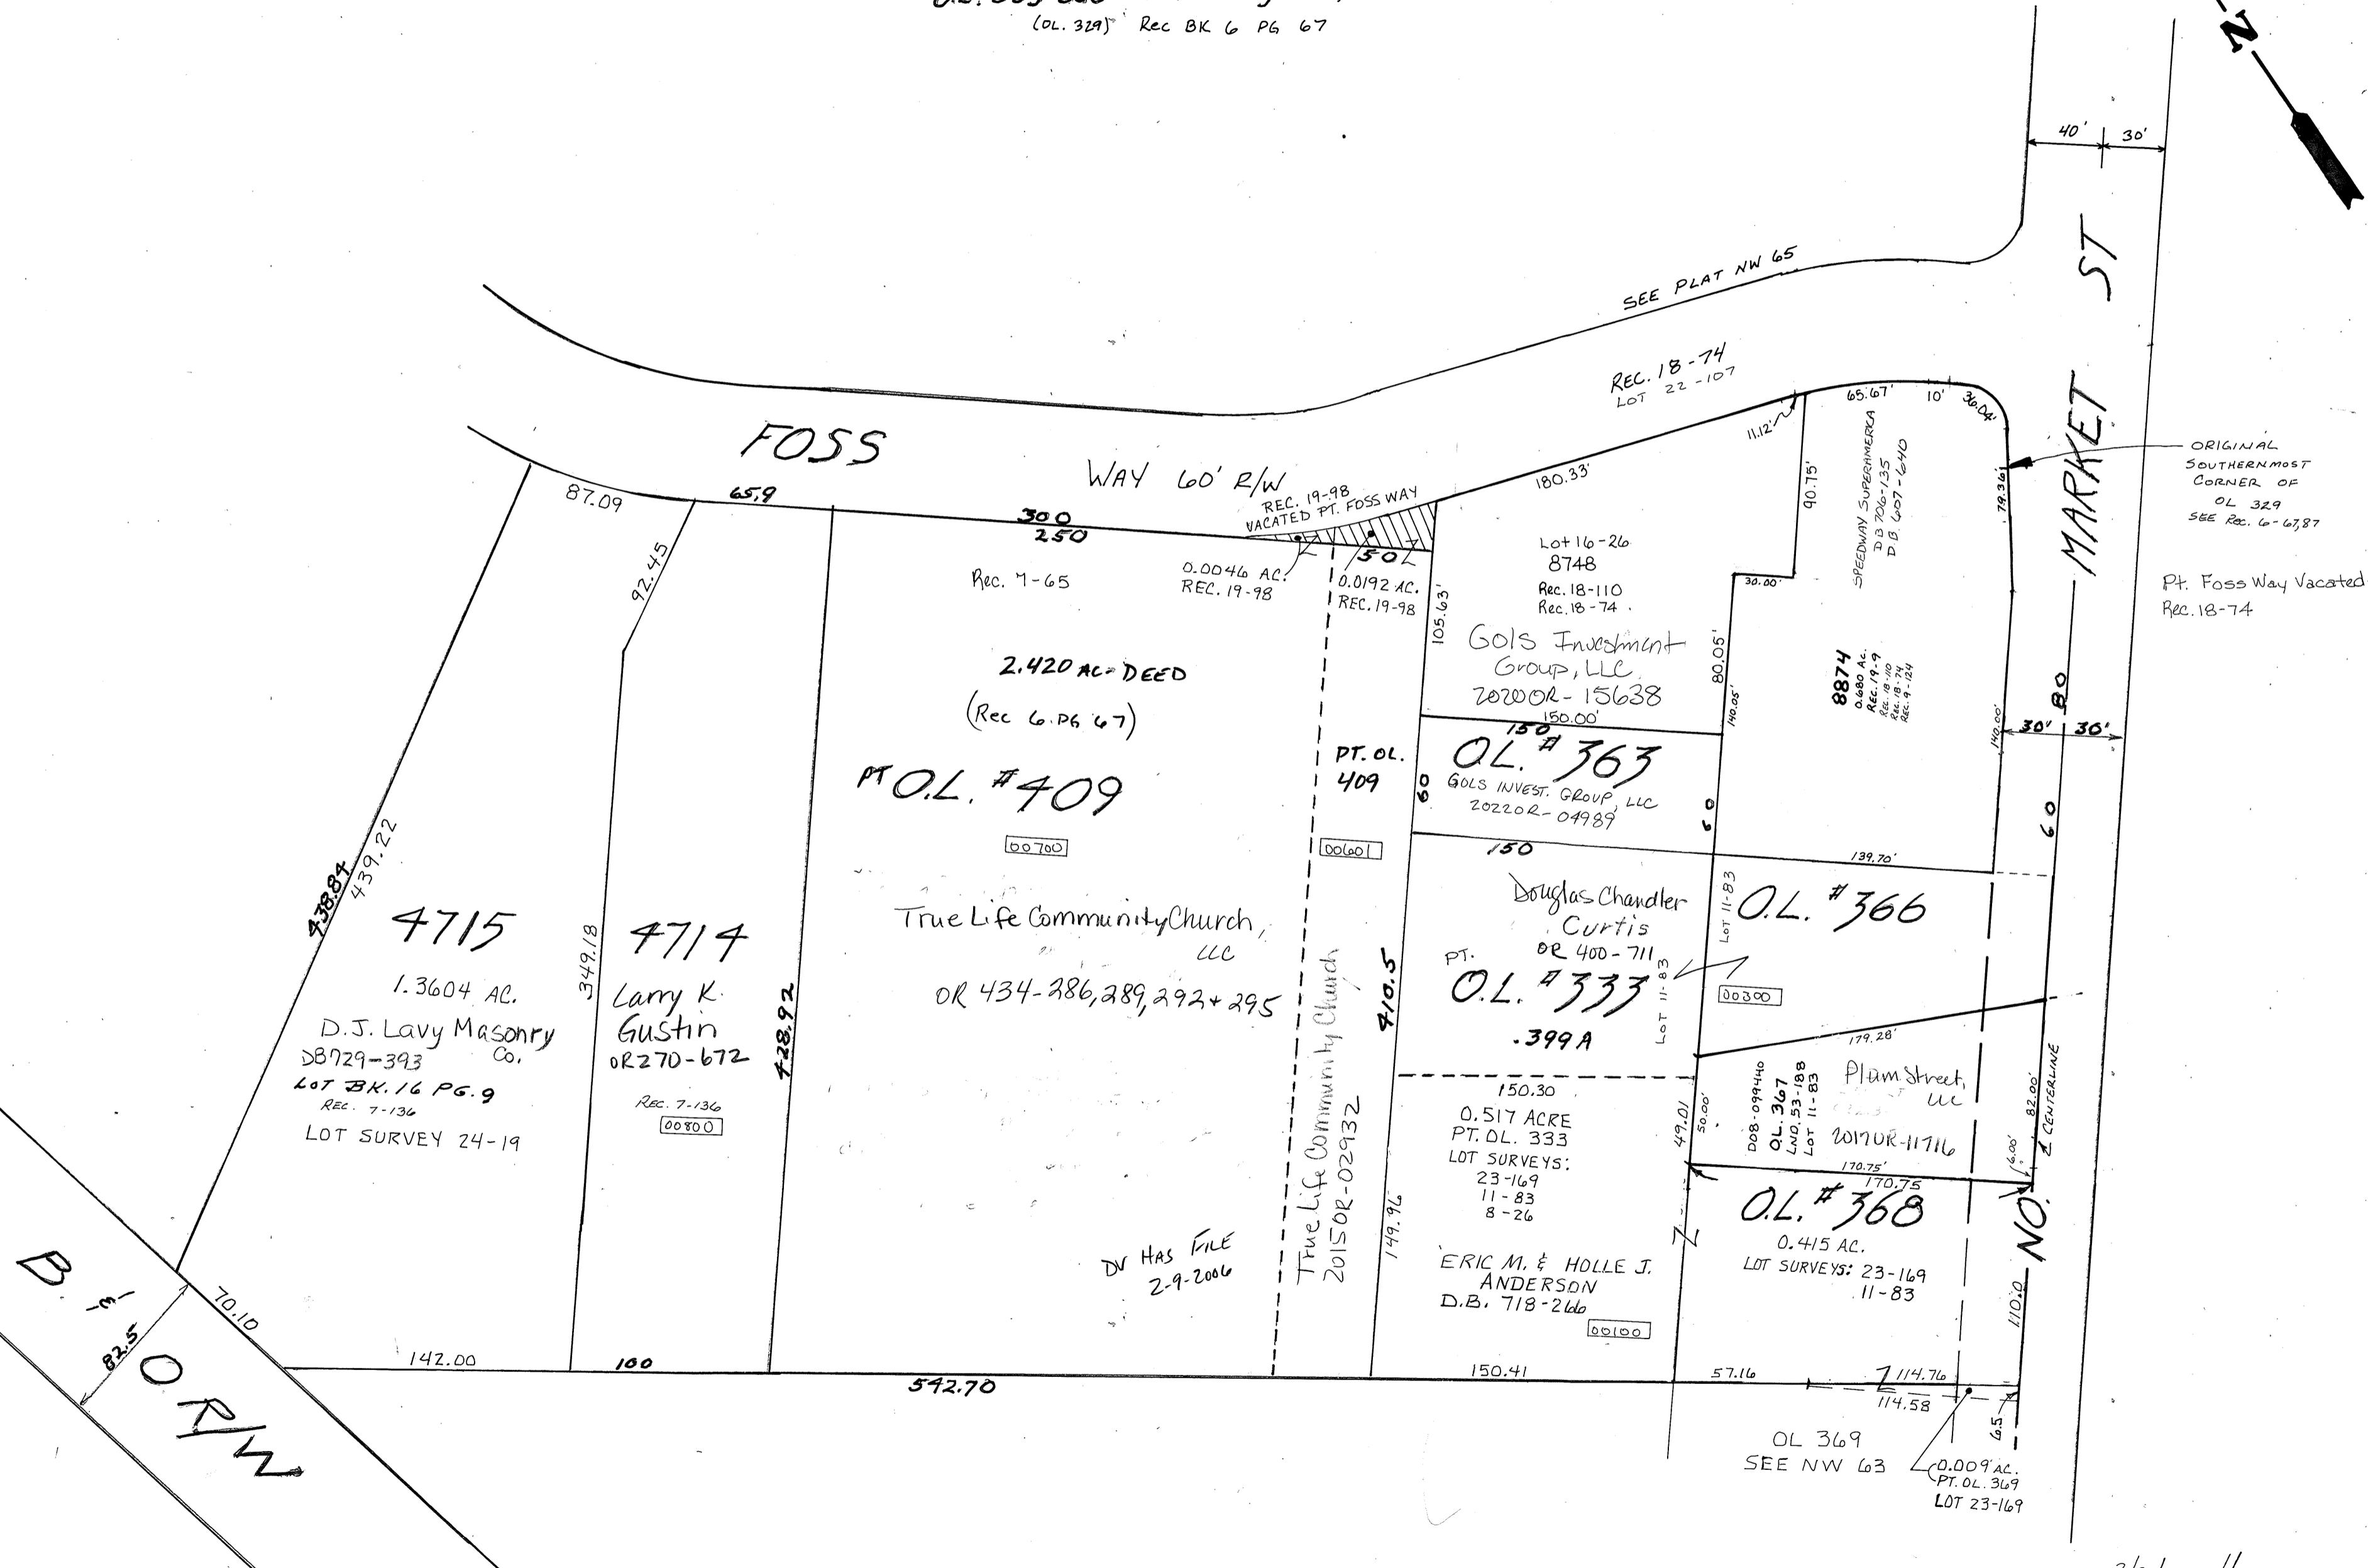 (OL. 329) Rec BK 6 PG 67
N
40' 30'
SEE PLAT NW 65
REC. 18-74
LOT 22-107
FOSS
WAY 60' R/W
MARKET ST
ORIGINAL
SOUTHERNMOST
CORNER OF
OL 329
SEE Rec. 6-67,87
Pt. Foss Way Vacated
Rec. 18-74
87.09
65.9
300
250
REC. 19-98
VACATED PT. FOSS WAY
50
180.33'
11.12'
65.67'
10'
36.04'
79.36'
90.75'
SPEEDWAY SUPERAMERKA
DB 706-135
D.B. 607-640
92.45
Rec. 7-65
0.0046 AC.
REC. 19-98
0.0192 AC.
REC. 19-98
105.63'
Lot 16-26
8748
Rec. 18-110
Rec. 18-74
GOLS Investment
Group, LLC
2020OR-15638
30.00'
80.05'
140.05'
8874
0.680 AC.
REC. 19-9
REC. 18-110
REC. 18-74
REC. 9-124
140.00'
80
30' 30'
2.420 AC-DEED
(Rec 6. PG 67)
PT O.L. #409
00700
PT. OL.
409
00601
150.00'
150
O.L. #363
GOLS INVEST. GROUP, LLC
2022OR-04989
60
60
60
150
139.70'
438.84
439.22
4715
1.3604 AC.
D.J. Lavy Masonry
Co.
DB729-393
LOT BK. 16 PG. 9
REC. 7-136
LOT SURVEY 24-19
349.18
4714
Larry K.
Gustin
OR270-672
REC. 7-136
00800
428.92
True Life Community Church,
LLC
OR 434-286,289,292+295
DV HAS FILE
2-9-2006
True Life Community Church
2015OR-02932
410.5
149.96
Douglas Chandler
Curtis
OR 400-711
PT.
O.L. #333
.399 A
LOT 11-83
LOT 11-83
O.L. #366
00300
179.28'
150.30
0.517 ACRE
PT. OL. 333
LOT SURVEYS:
23-169
11-83
8-26
ERIC M. & HOLLE J.
ANDERSON
D.B. 718-266
00100
49.01
50.00'
D08-099440
O.L. 367
LND. 53-188
LOT 11-83
Plum Street,
LLC
2017OR-11716
82.00'
CENTERLINE
6.00'
170.75'
170.75
O.L. #368
0.415 AC.
LOT SURVEYS: 23-169
11-83
NO.
110.0
B. & O R/W
82.5
70.10
142.00
100
542.70
150.41
57.16
114.76
114.58
6.5
OL 369
SEE NW 63
0.009 AC.
PT. OL. 369
LOT 23-169